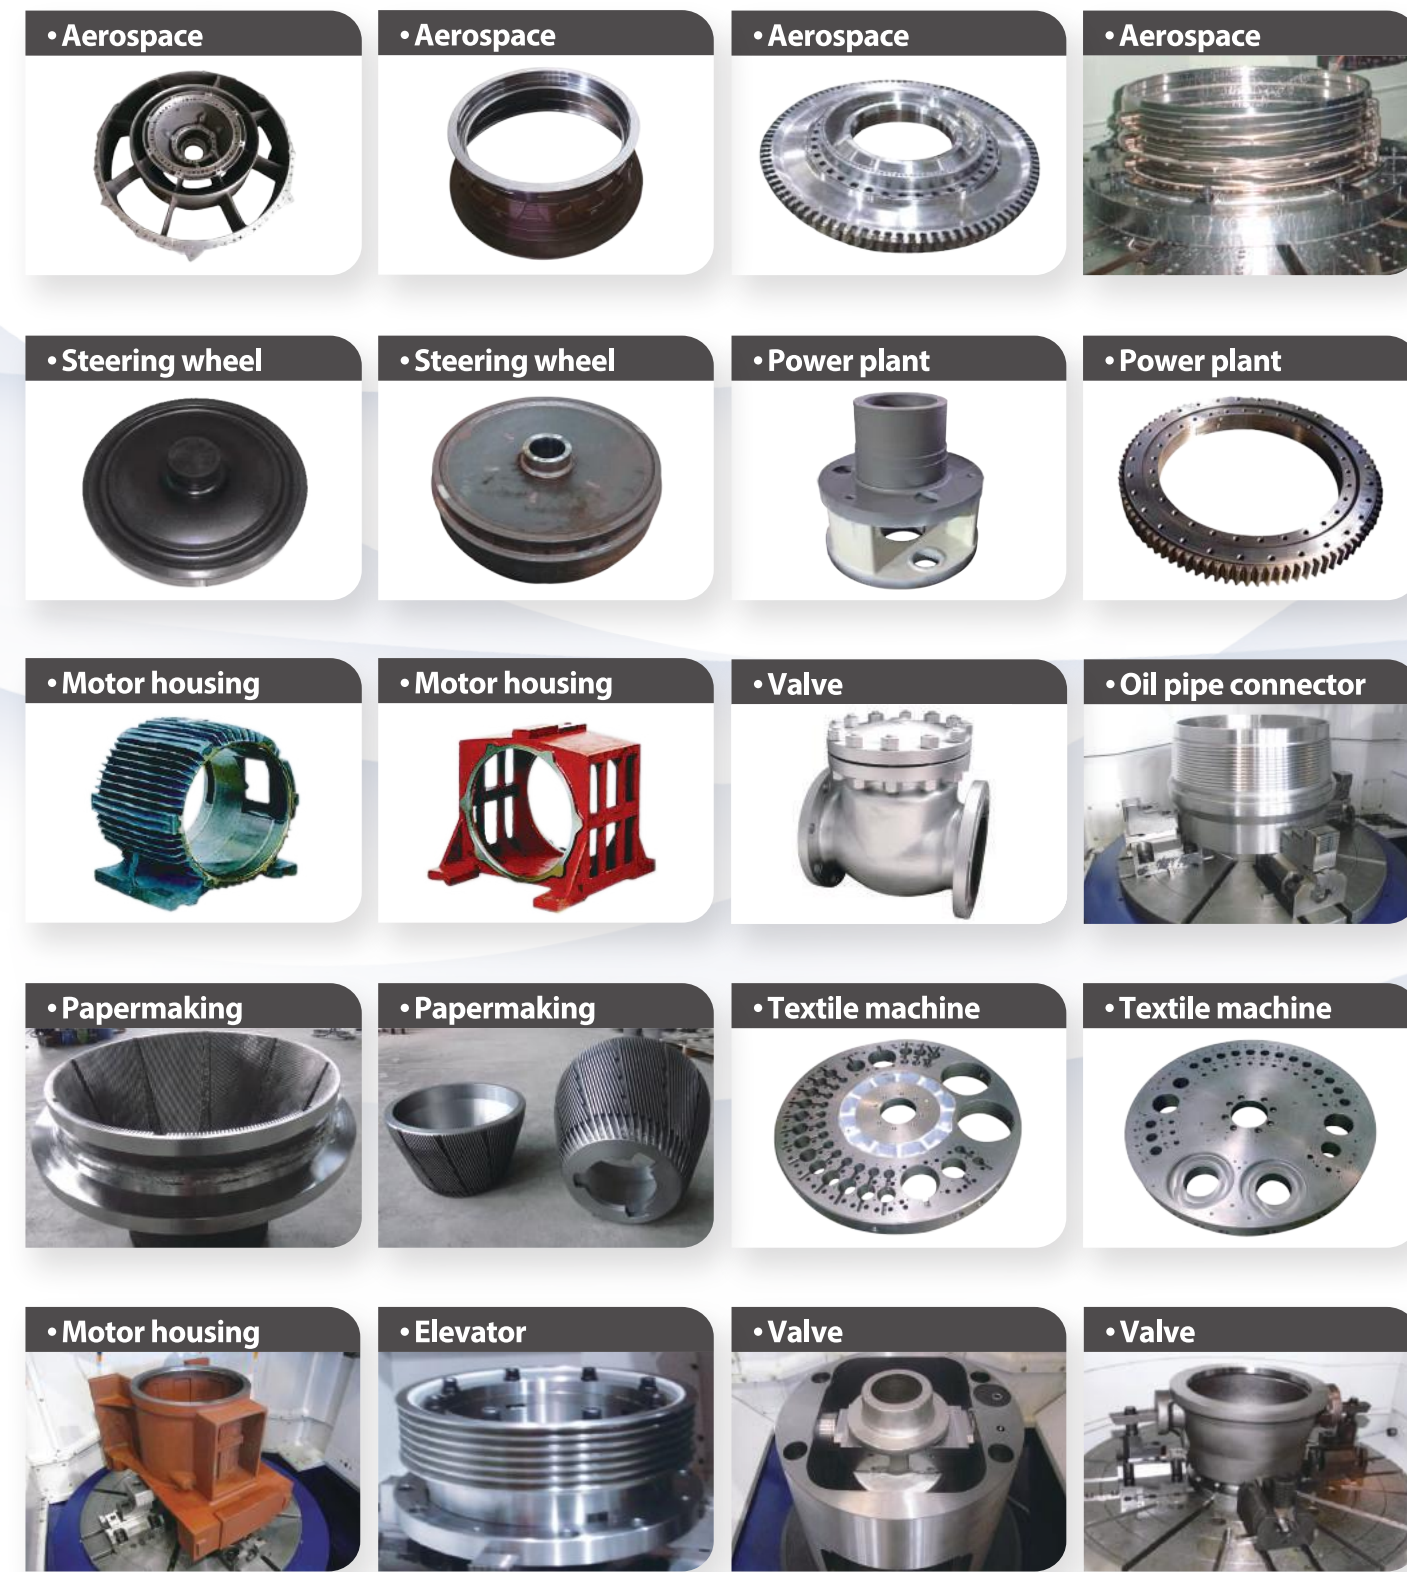 • Aerospace
• Aerospace
• Aerospace
• Aerospace
• Steering wheel
• Steering wheel
• Power plant
• Power plant
• Motor housing
• Motor housing
• Valve
• Oil pipe connector
• Papermaking
• Papermaking
• Textile machine
• Textile machine
• Motor housing
• Elevator
• Valve
• Valve